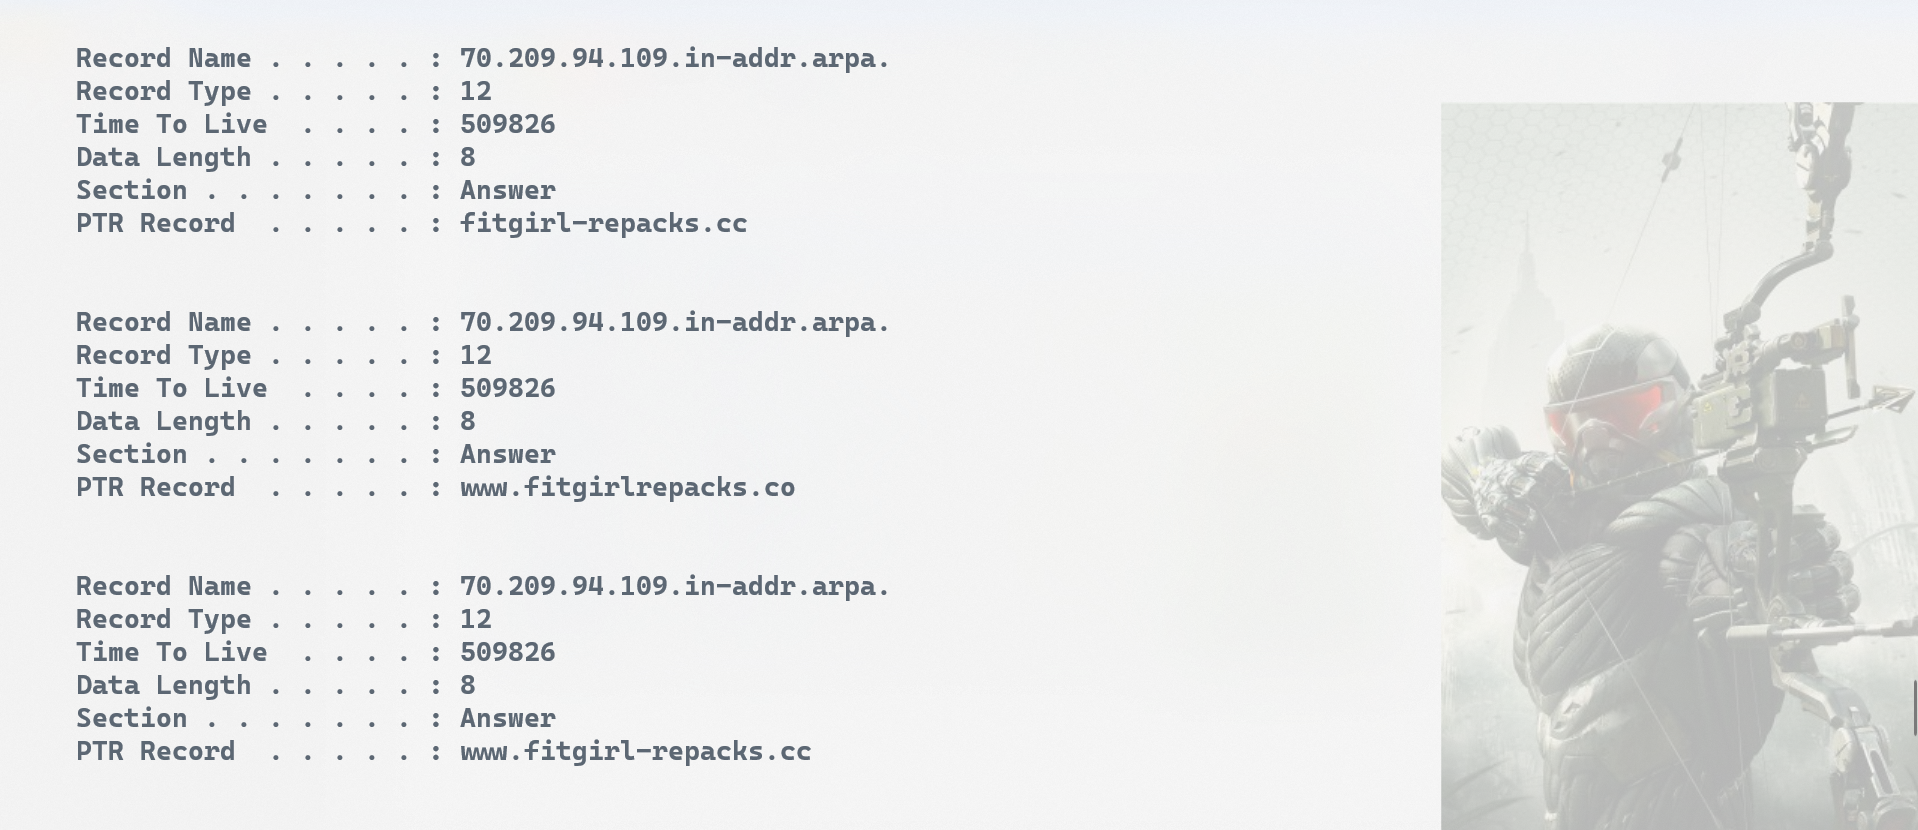 Record Name . . . . . : 70.209.94.109.in-addr.arpa.
Record Type . . . . . : 12
Time To Live  . . . . : 509826
Data Length . . . . . : 8
Section . . . . . . . : Answer
PTR Record  . . . . . : fitgirl-repacks.cc
Record Name . . . . . : 70.209.94.109.in-addr.arpa.
Record Type . . . . . : 12
Time To Live  . . . . : 509826
Data Length . . . . . : 8
Section . . . . . . . : Answer
PTR Record  . . . . . : www.fitgirlrepacks.co
Record Name . . . . . : 70.209.94.109.in-addr.arpa.
Record Type . . . . . : 12
Time To Live  . . . . : 509826
Data Length . . . . . : 8
Section . . . . . . . : Answer
PTR Record  . . . . . : www.fitgirl-repacks.cc